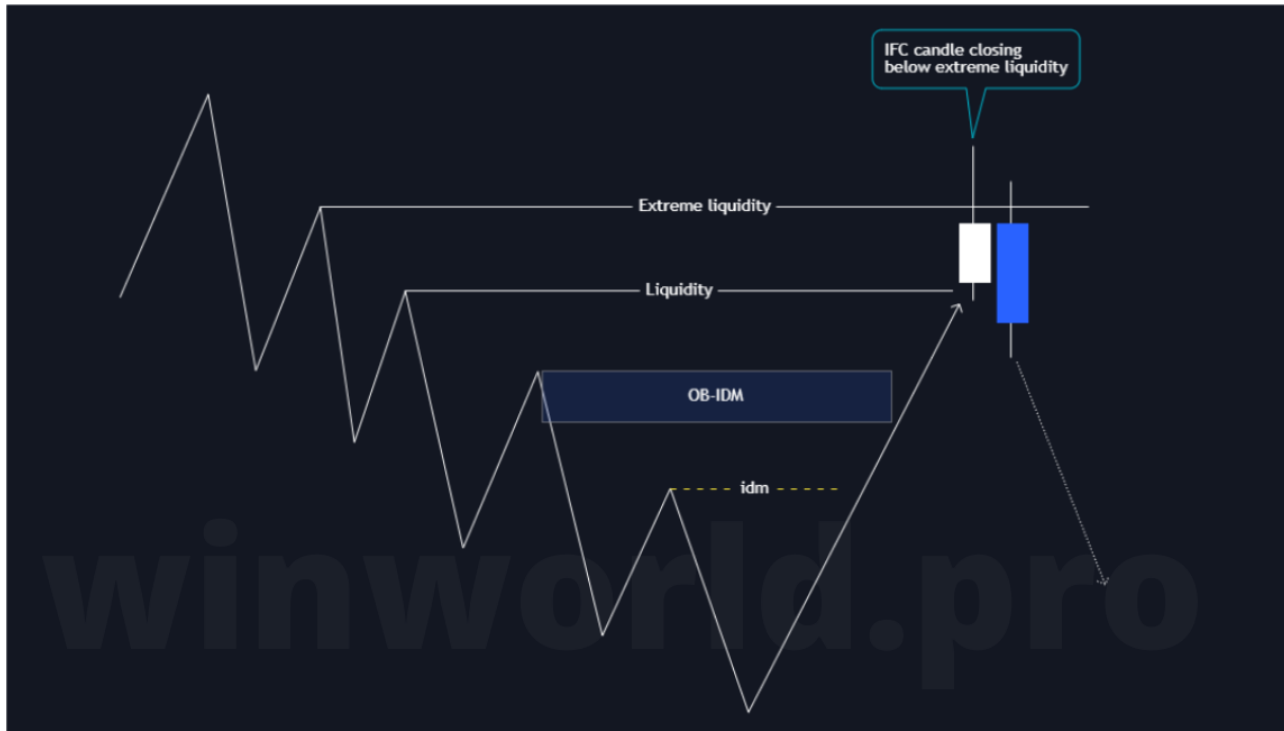 IFC candle closing
below extreme liquidity
Extreme liquidity
Liquidity
OB-IDM
idm
winworld.pro